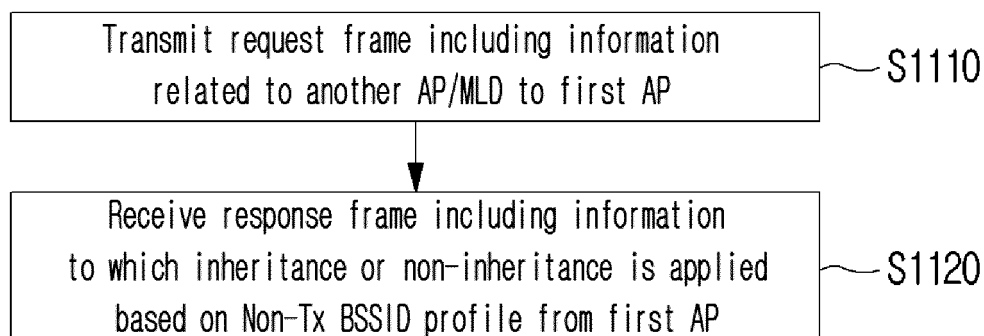 Transmit request frame including information
related to another AP/MLD to first AP
S1110
Receive response frame including information
to which inheritance or non-inheritance is applied
based on Non-Tx BSSID profile from first AP
S1120